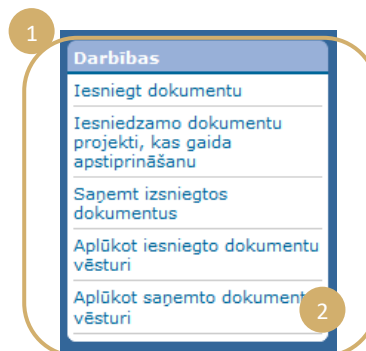 1
Darbības
Iesniegt dokumentu
Iesniedzamo dokumentu
projekti, kas gaida
apstiprināšanu
Saņemt izsniegtos
dokumentus
Aplūkot iesniegto dokumentu
vēsturi
Aplūkot saņemto
vēsturi
2